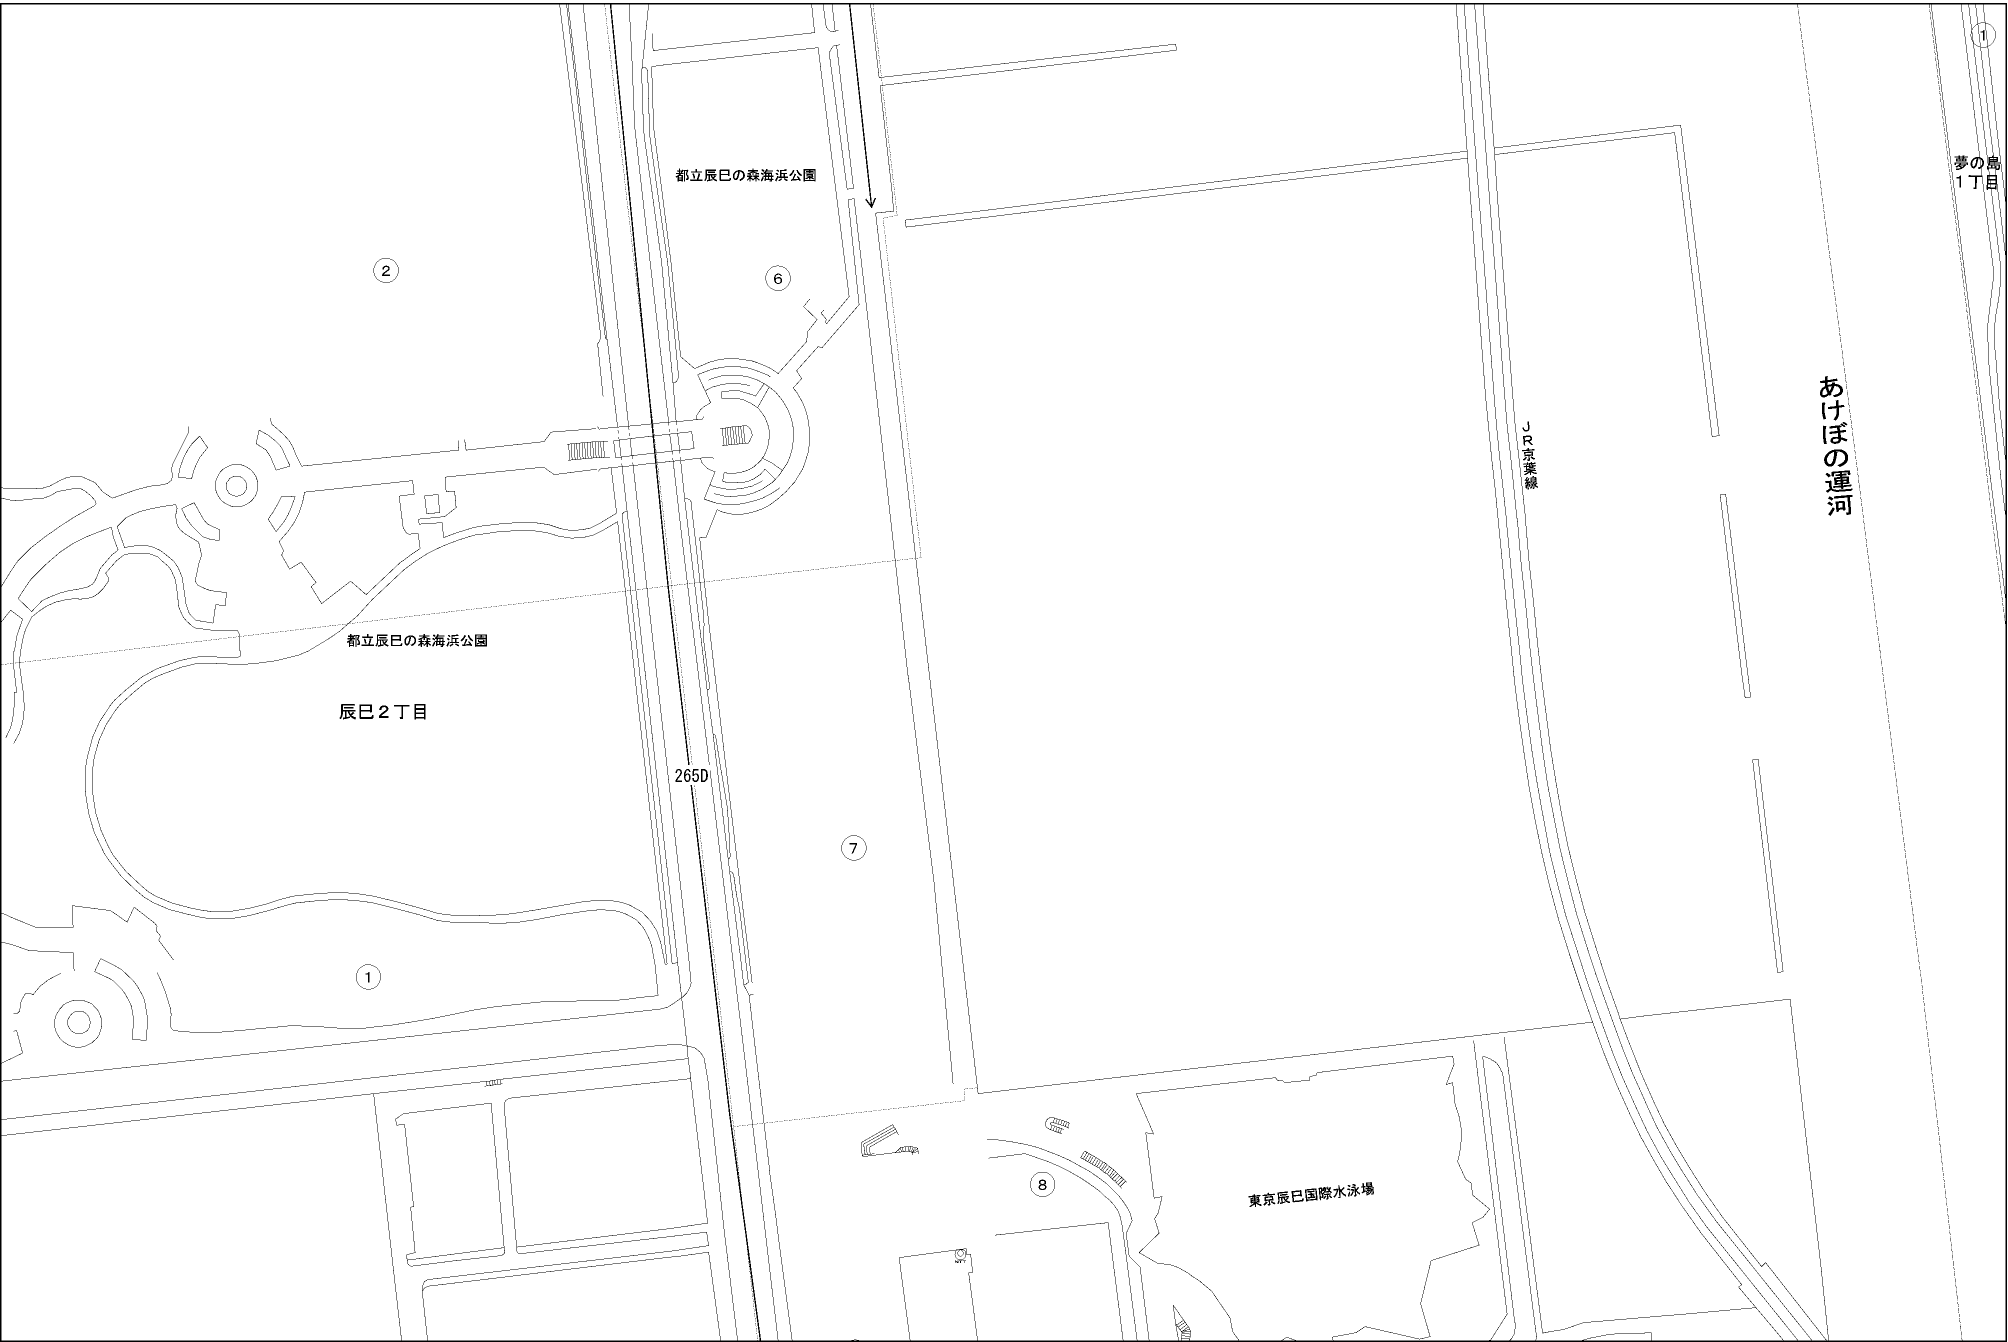 ①
夢の島
1丁目
都立辰巳の森海浜公園
②
⑥
あけぼの運河
JR京葉線
都立辰巳の森海浜公園
辰巳2丁目
265D
⑦
①
⑧
東京辰巳国際水泳場